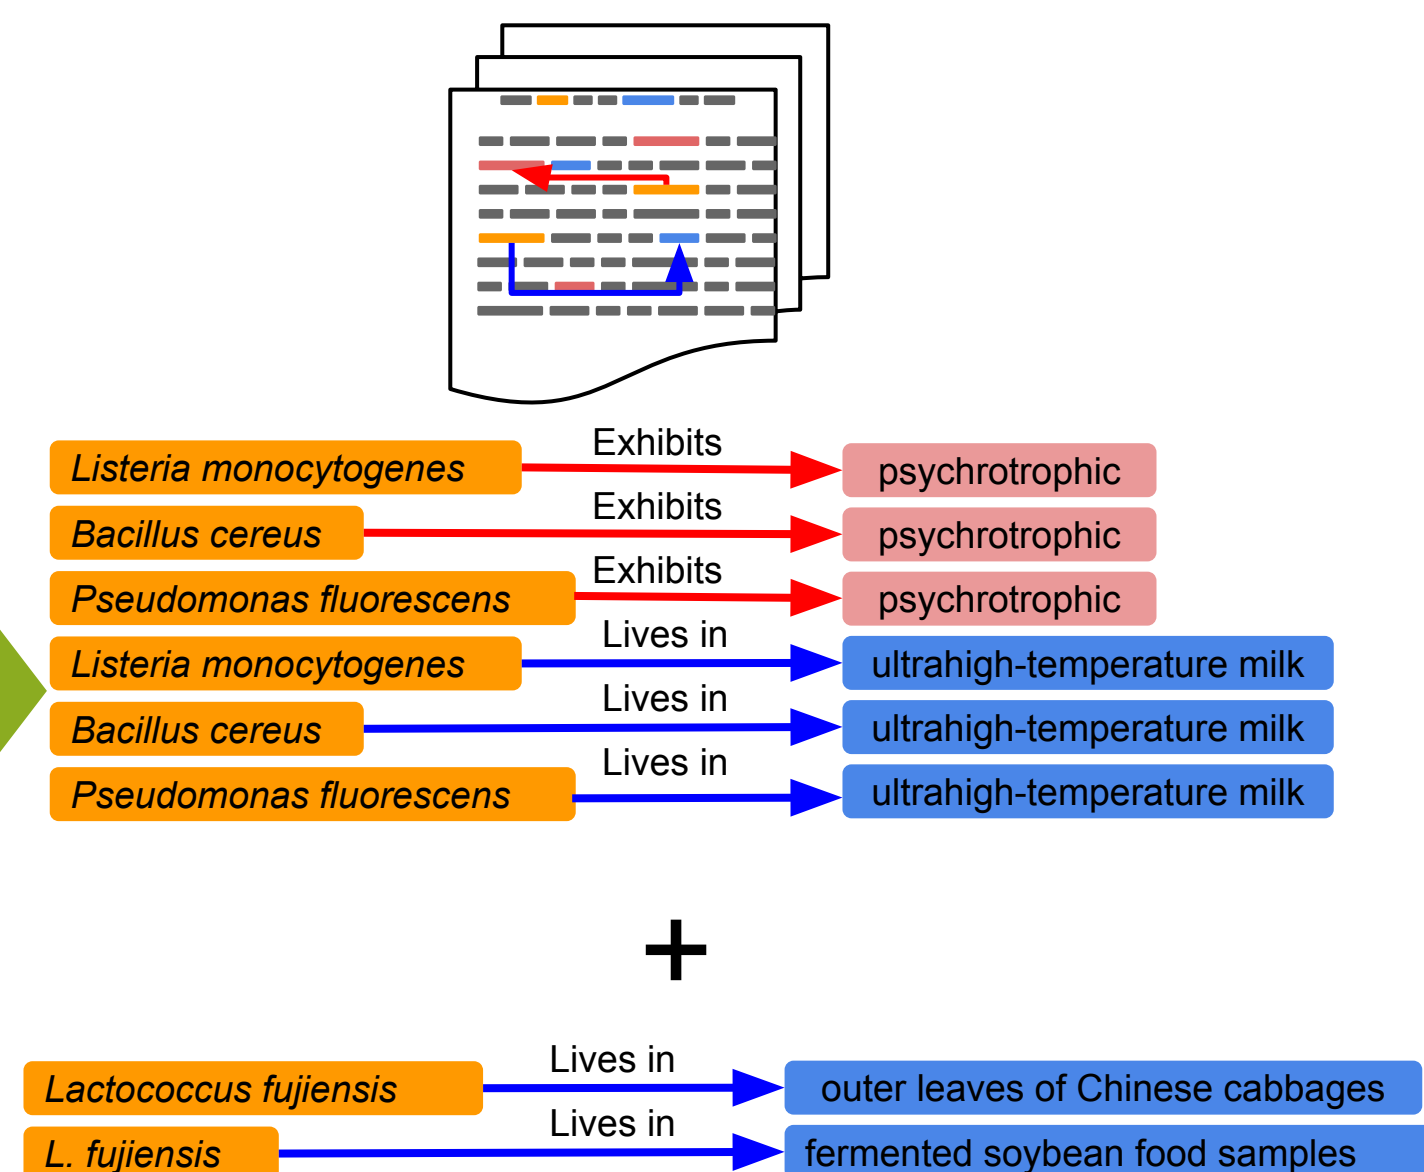 Listeria monocytogenes Exhibits psychrotrophic
Bacillus cereus Exhibits psychrotrophic
Pseudomonas fluorescens Exhibits psychrotrophic
Listeria monocytogenes Lives in ultrahigh-temperature milk
Bacillus cereus Lives in ultrahigh-temperature milk
Pseudomonas fluorescens Lives in ultrahigh-temperature milk
+
Lactococcus fujiensis Lives in outer leaves of Chinese cabbages
L. fujiensis Lives in fermented soybean food samples